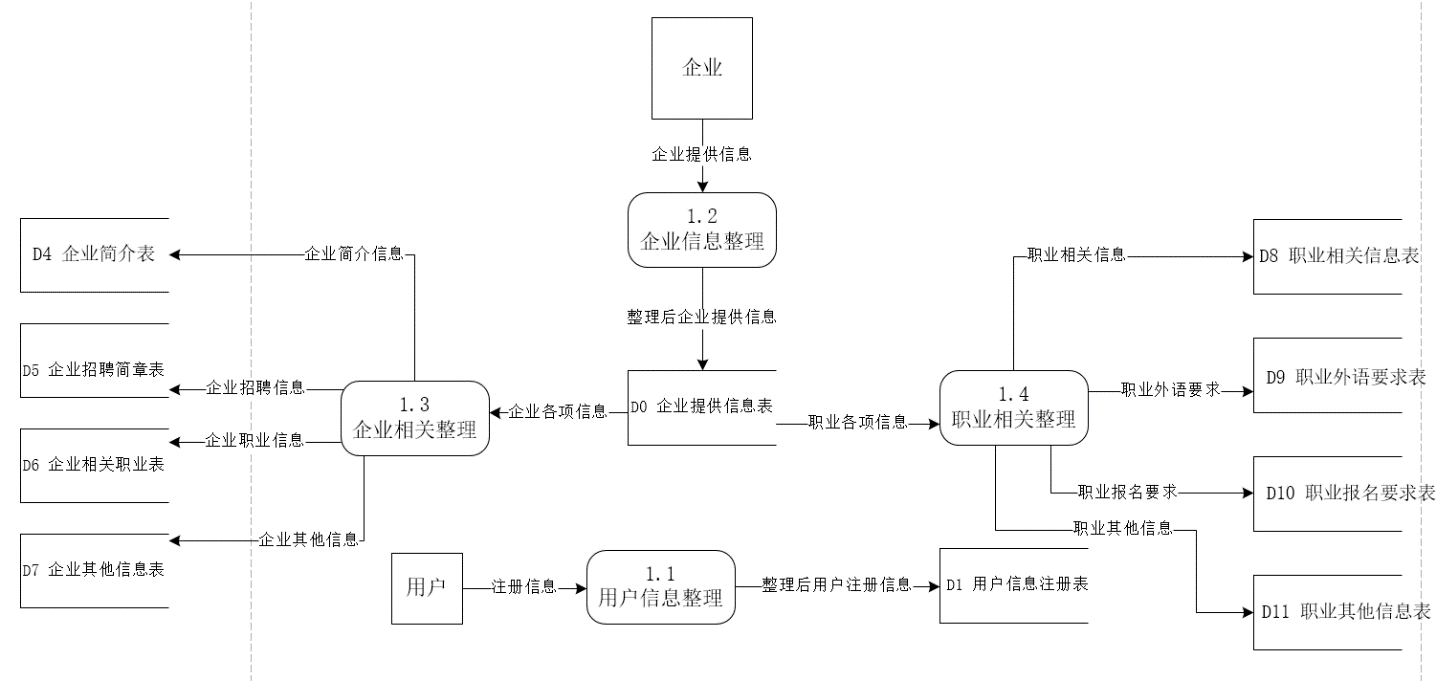 企业
企业提供信息
1.2
企业信息整理
整理后企业提供信息
D4 企业简介表
企业简介信息
职业相关信息
D8 职业相关信息表
D5 企业招聘简章表
企业招聘信息
1.3
企业相关整理
企业各项信息
D0 企业提供信息表
职业各项信息
1.4
职业相关整理
职业外语要求
D9 职业外语要求表
D6 企业相关职业表
企业职业信息
职业报名要求
D10 职业报名要求表
D7 企业其他信息表
企业其他信息
职业其他信息
D11 职业其他信息表
用户
注册信息
1.1
用户信息整理
整理后用户注册信息
D1 用户信息注册表